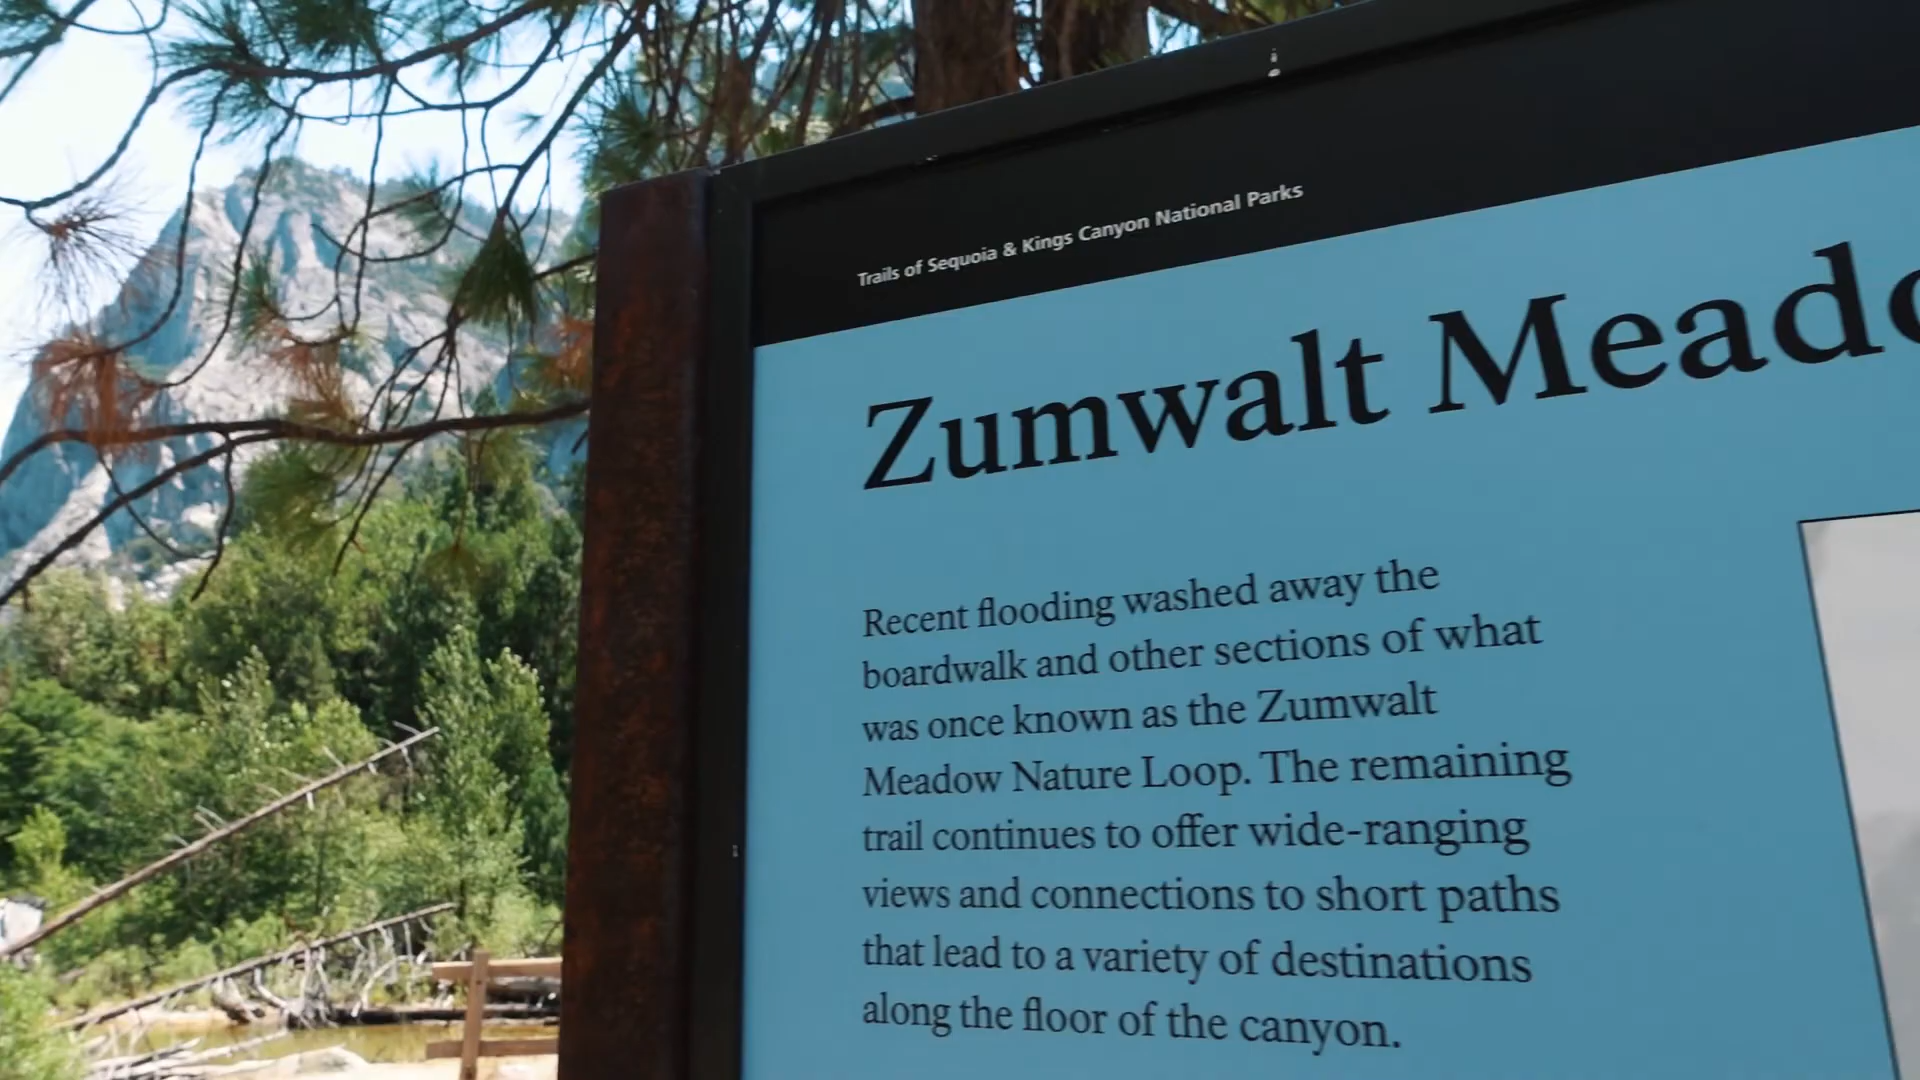 Trails of Sequoia & Kings Canyon National Parks
Zumwalt Meado
Recent flooding washed away the
boardwalk and other sections of what
was once known as the Zumwalt
Meadow Nature Loop. The remaining
trail continues to offer wide-ranging
views and connections to short paths
that lead to a variety of destinations
along the floor of the canyon.